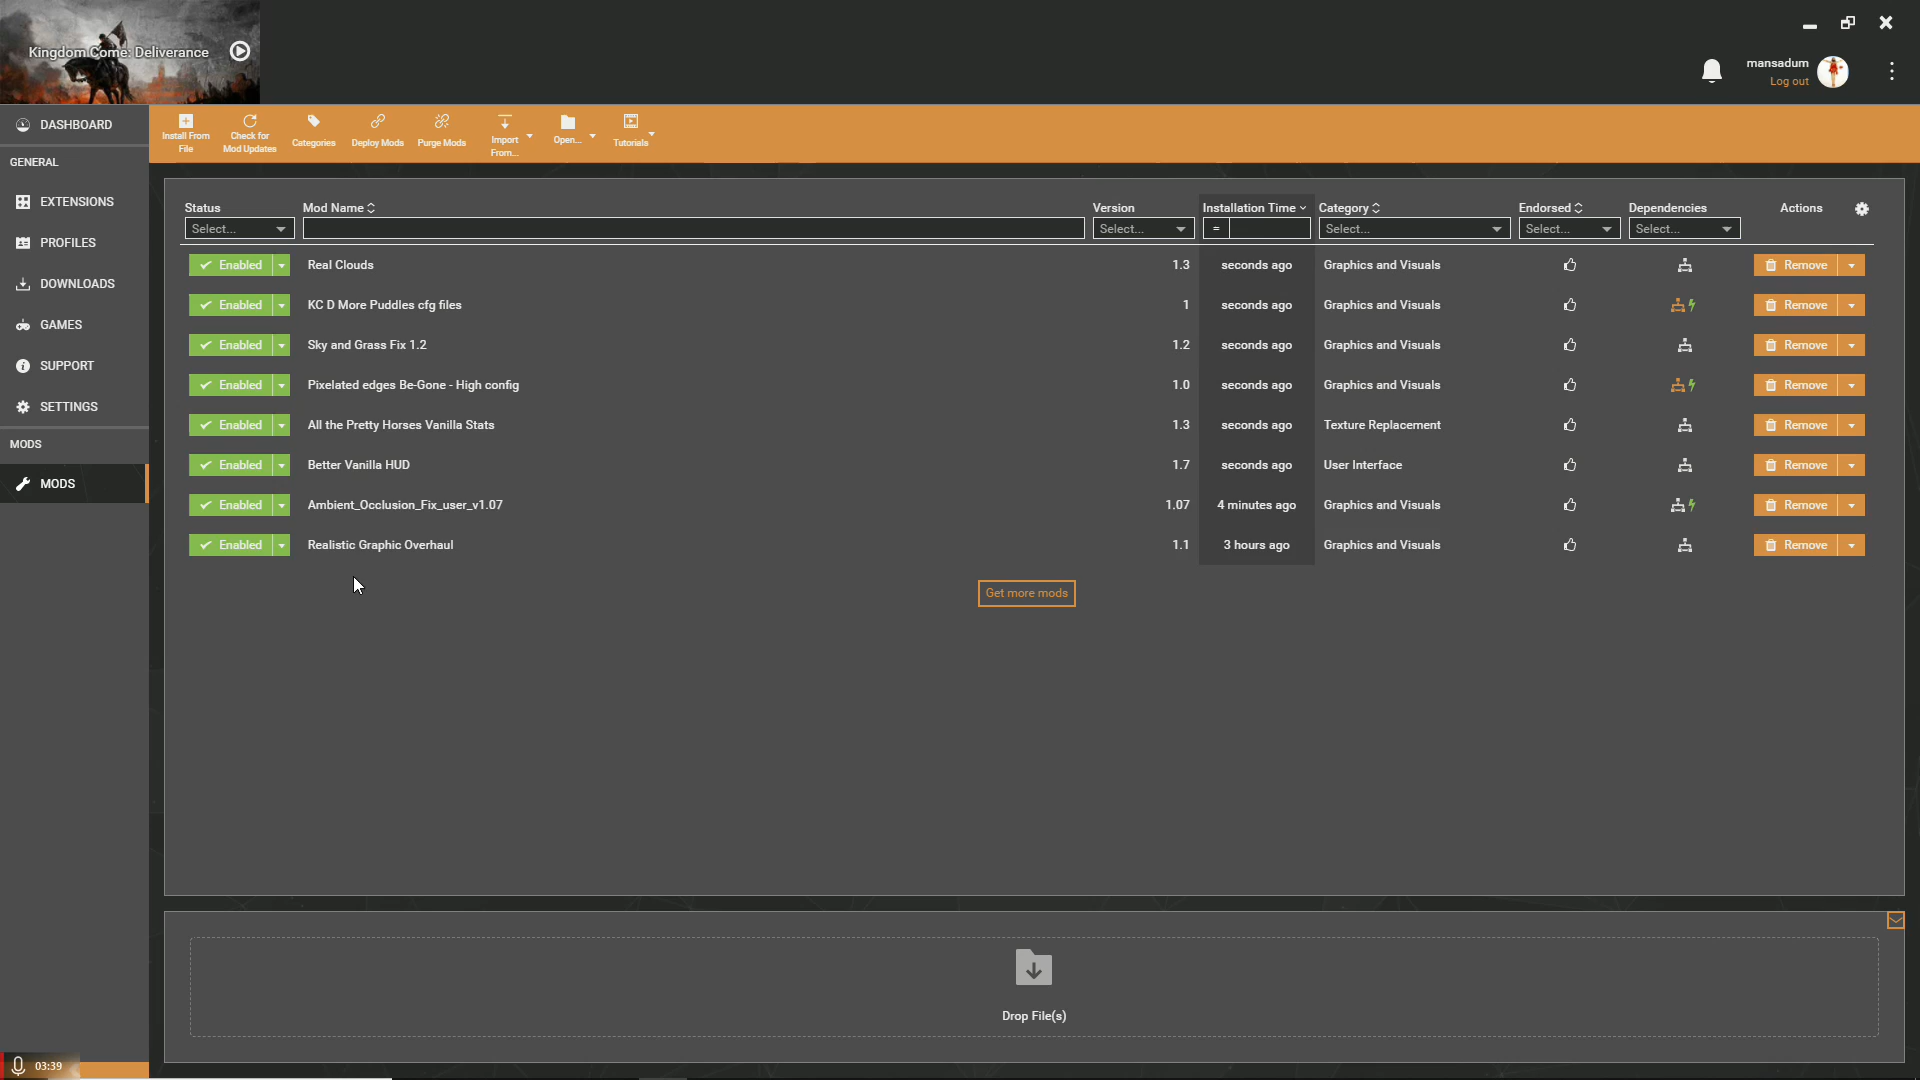 Kingdom Come: Deliverance
mansadum
Log out
DASHBOARD
Install From File
Check for Mod Updates
Categories
Deploy Mods
Purge Mods
Import From...
Open...
Tutorials
GENERAL
EXTENSIONS
PROFILES
DOWNLOADS
GAMES
SUPPORT
SETTINGS
MODS
MODS
Status Mod Name Version Installation Time Category Endorsed Dependencies Actions
Select... Select... = Select... Select... Select...
Enabled Real Clouds 1.3 seconds ago Graphics and Visuals Remove
Enabled KC D More Puddles cfg files 1 seconds ago Graphics and Visuals Remove
Enabled Sky and Grass Fix 1.2 1.2 seconds ago Graphics and Visuals Remove
Enabled Pixelated edges Be-Gone - High config 1.0 seconds ago Graphics and Visuals Remove
Enabled All the Pretty Horses Vanilla Stats 1.3 seconds ago Texture Replacement Remove
Enabled Better Vanilla HUD 1.7 seconds ago User Interface Remove
Enabled Ambient_Occlusion_Fix_user_v1.07 1.07 4 minutes ago Graphics and Visuals Remove
Enabled Realistic Graphic Overhaul 1.1 3 hours ago Graphics and Visuals Remove
Get more mods
Drop File(s)
03:39